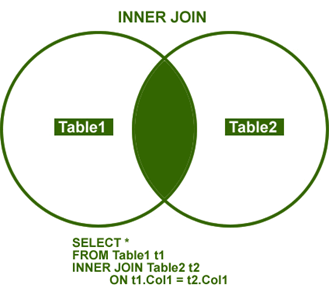 INNER JOIN
Table1
Table2
SELECT *
FROM Table1 t1
INNER JOIN Table2 t2
ON t1.Col1 = t2.Col1